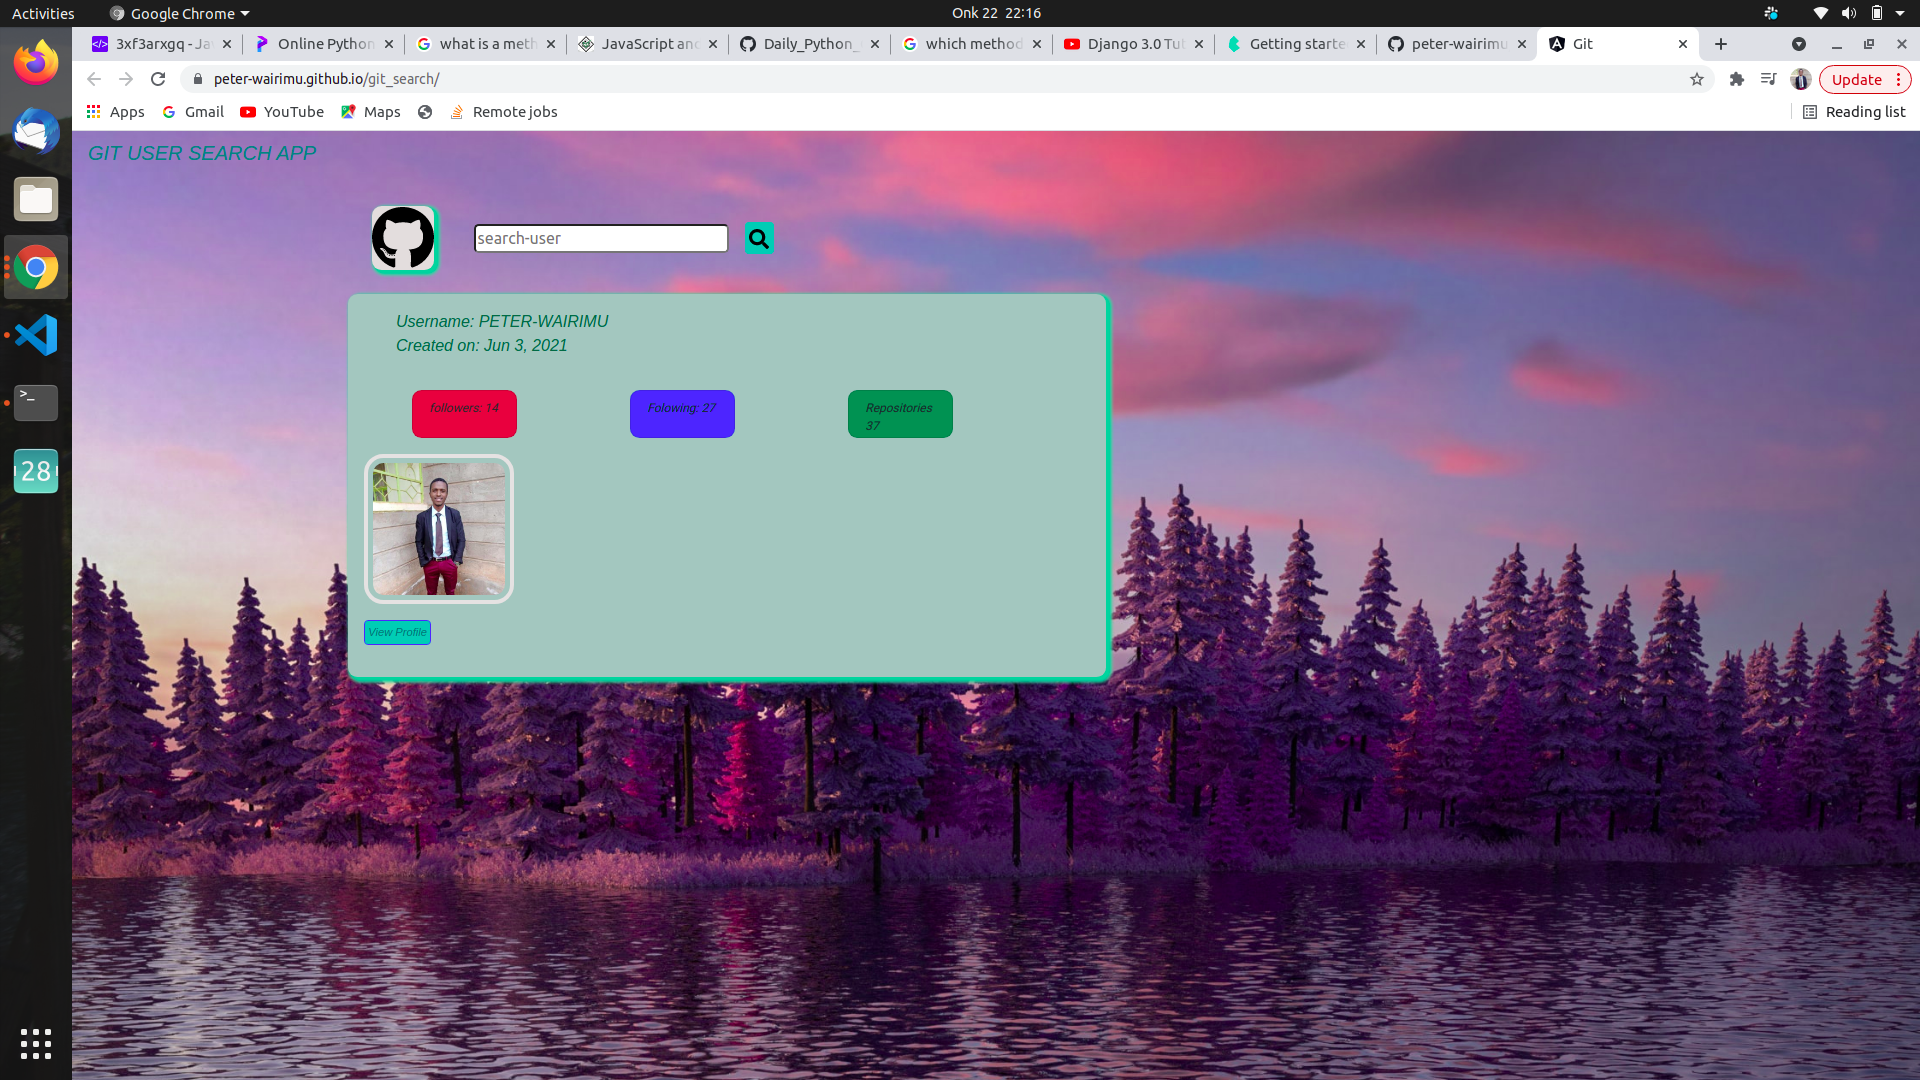 Activities
Google Chrome
Onk 22 22:16
3xf3arxgq - Ja
Online Python
what is a meth
JavaScript and
Daily_Python_
which method
Django 3.0 Tut
Getting starte
peter-wairimu
Git
peter-wairimu.github.io/git_search/
Update
Apps
Gmail
YouTube
Maps
Remote jobs
Reading list
GIT USER SEARCH APP
search-user
Username: PETER-WAIRIMU
Created on: Jun 3, 2021
followers: 14
Folowing: 27
Repositories
37
View Profile
>_
28